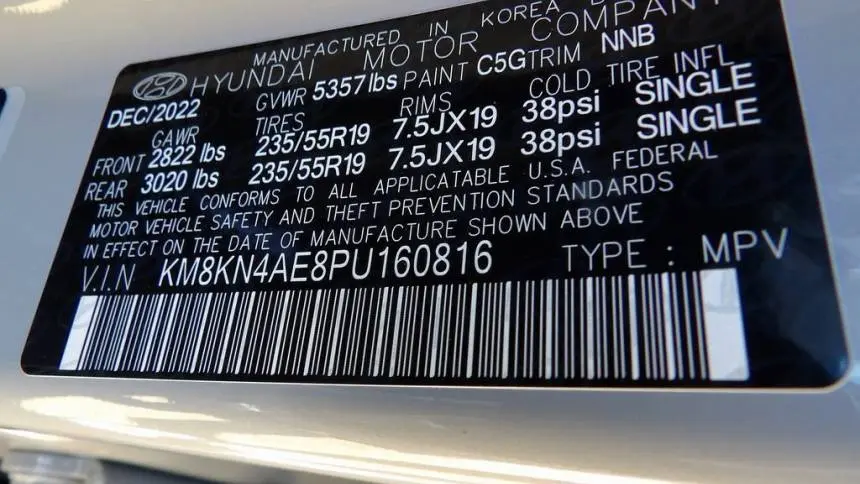 MANUFACTURED IN KOREA
HYUNDAI MOTOR COMPANY
DEC/2022 GVWR 5357lbs PAINT C5G TRIM NNB
GAWR TIRES RIMS COLD TIRE INFL
FRONT 2822 lbs 235/55R19 7.5JX19 38psi SINGLE
REAR 3020 lbs 235/55R19 7.5JX19 38psi SINGLE
THIS VEHICLE CONFORMS TO ALL APPLICATABLE U.S.A. FEDERAL
MOTOR VEHICLE SAFETY AND THEFT PREVENTION STANDARDS
IN EFFECT ON THE DATE OF MANUFACTURE SHOWN ABOVE
V.I.N KM8KN4AE8PU160816 TYPE : MPV